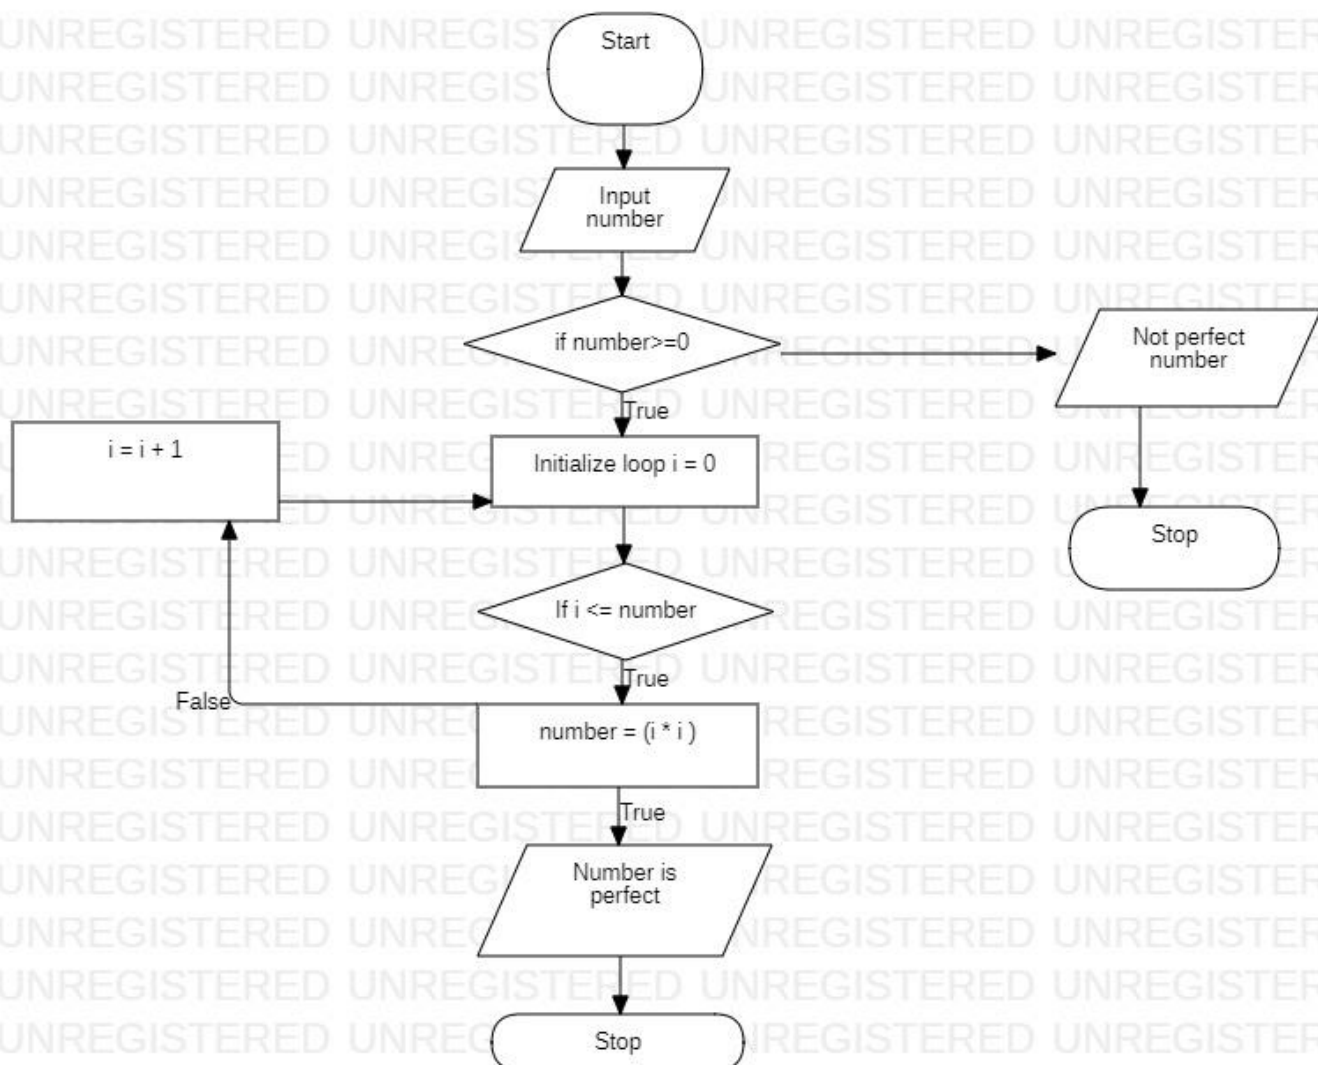 Start
Input
number
if number>=0
Not perfect
number
True
i = i + 1
Initialize loop i = 0
Stop
If i <= number
True
False
number = (i * i )
True
Number is
perfect
Stop
UNREGISTERED